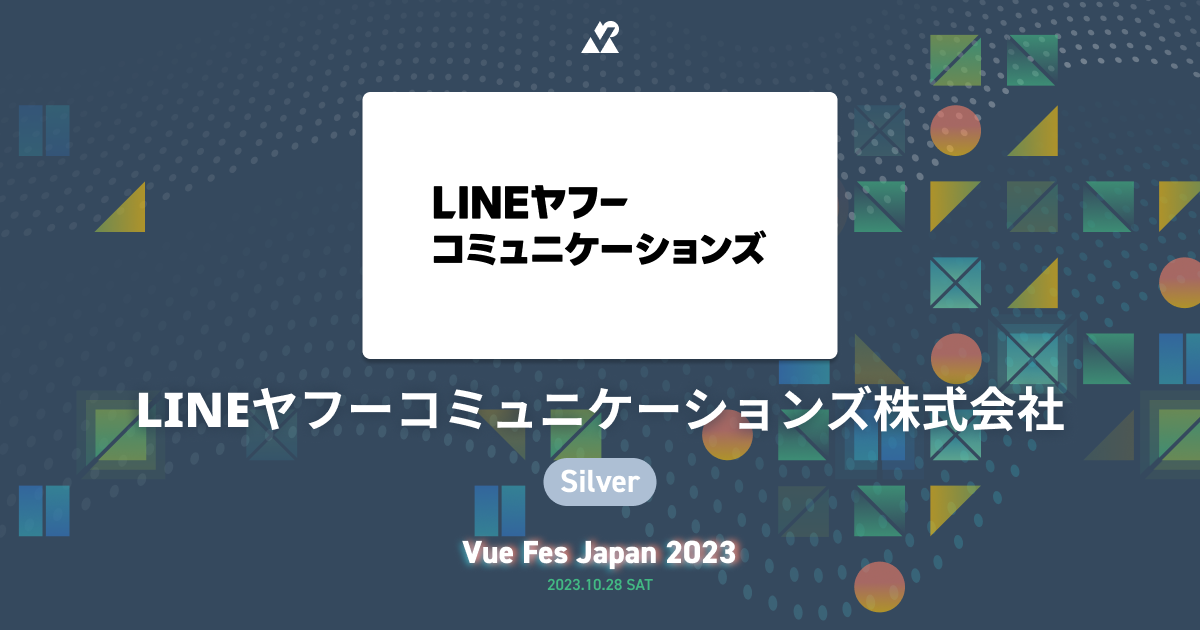 LINEヤフー
コミュニケーションズ
LINEヤフーコミュニケーションズ株式会社
Silver
Vue Fes Japan 2023
2023.10.28 SAT